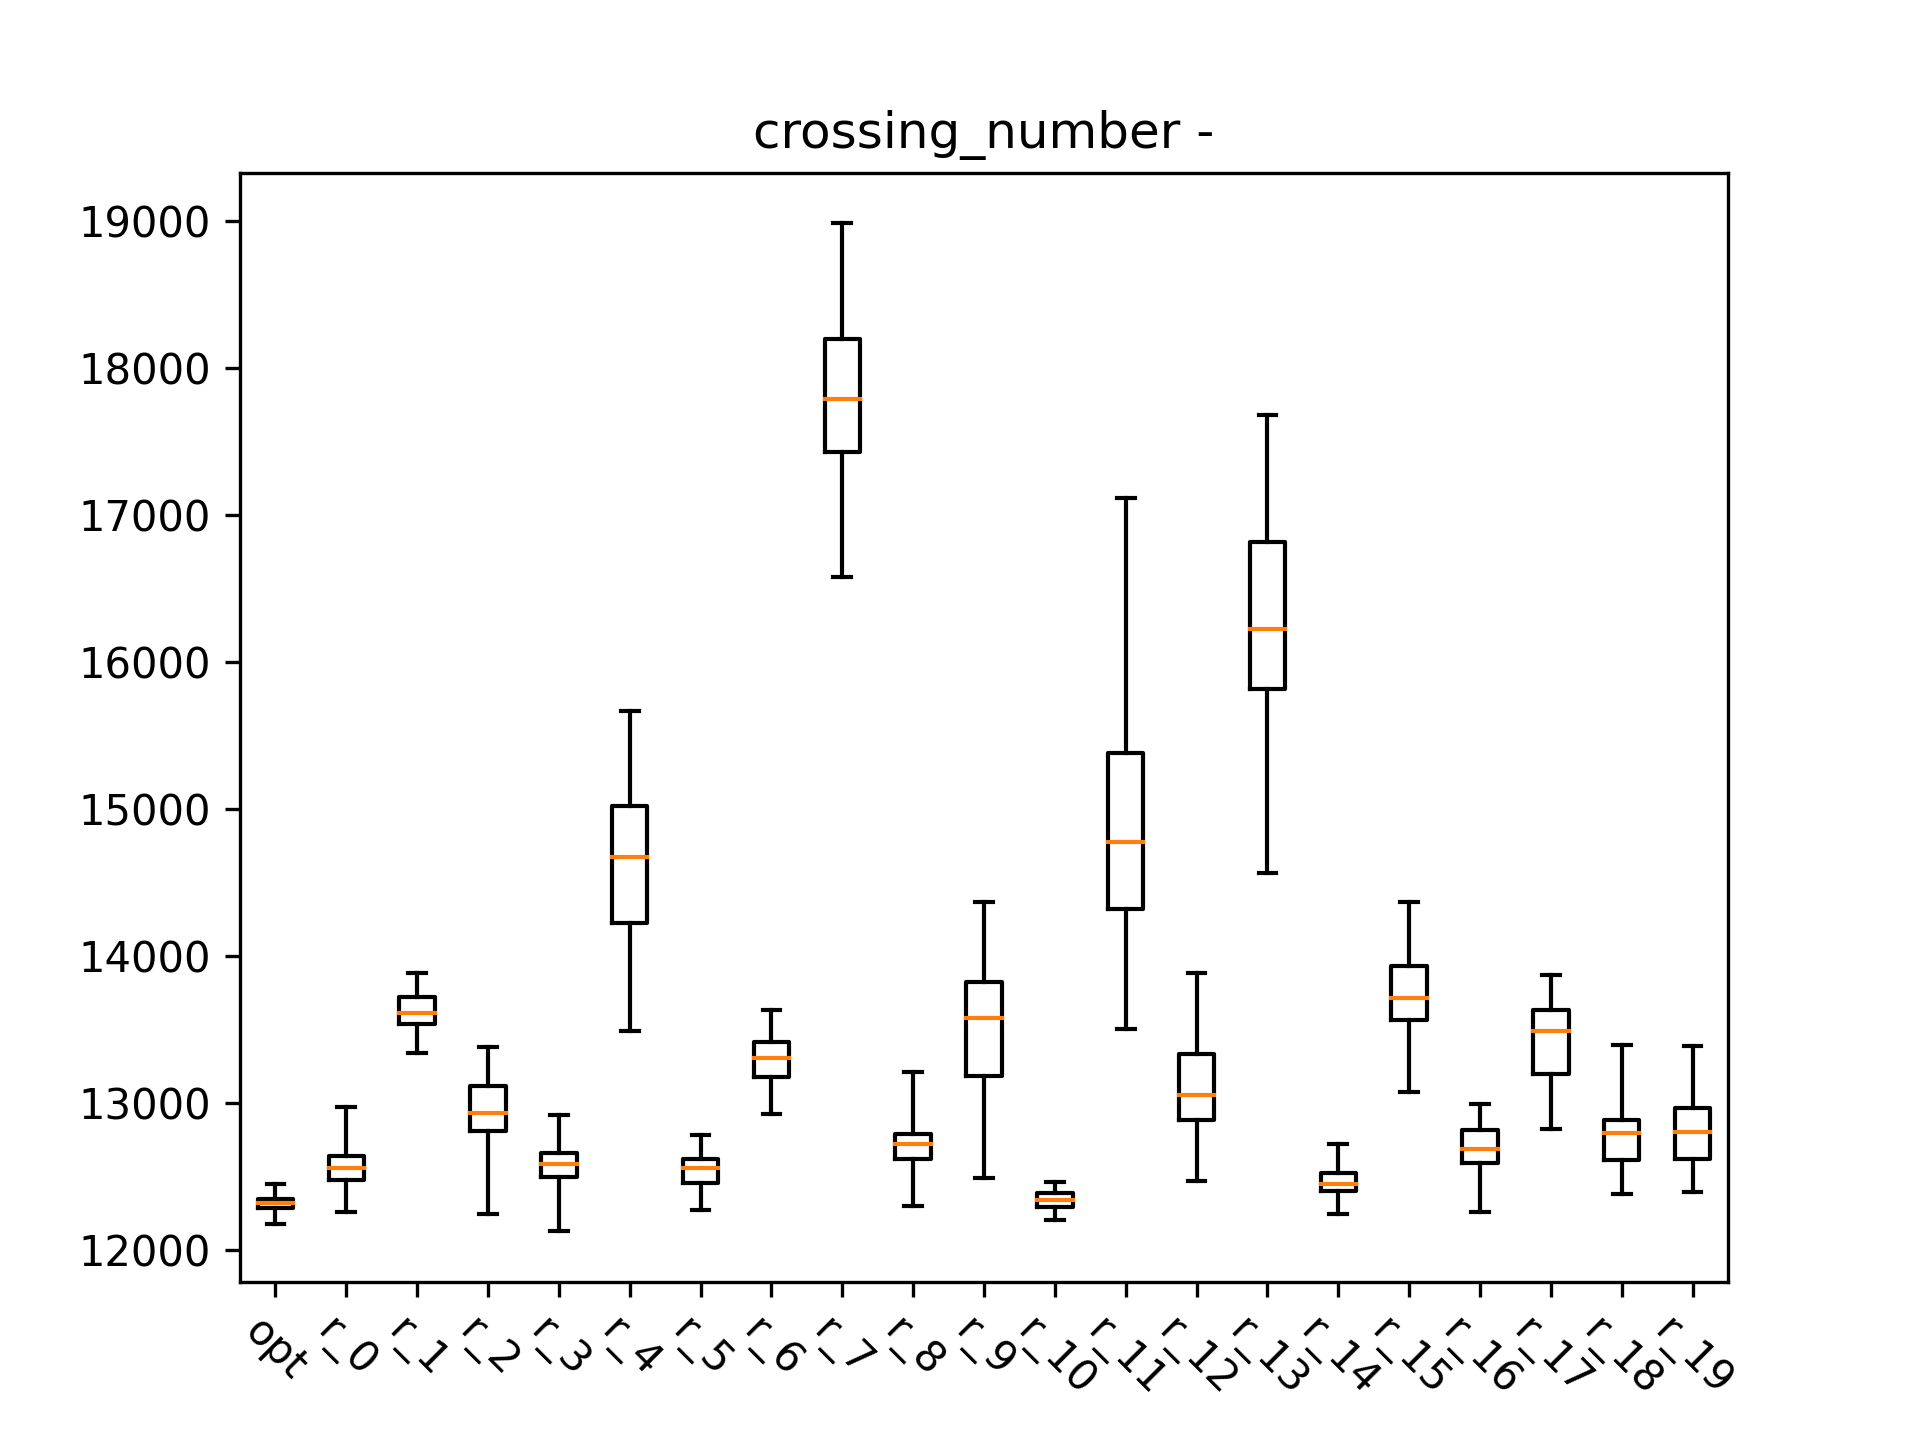 crossing_number -
19000
18000
17000
16000
15000
14000
13000
12000
opt
r_0
r_1
r_2
r_3
r_4
r_5
r_6
r_7
r_8
r_9
r_10
r_11
r_12
r_13
r_14
r_15
r_16
r_17
r_18
r_19